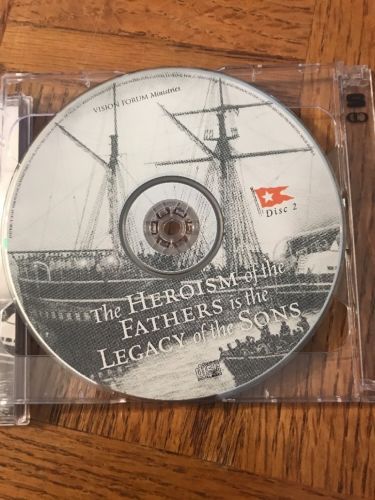 VISION FORUM Ministries
Disc 2
The HEROISM of the
FATHERS is the
LEGACY of the SONS